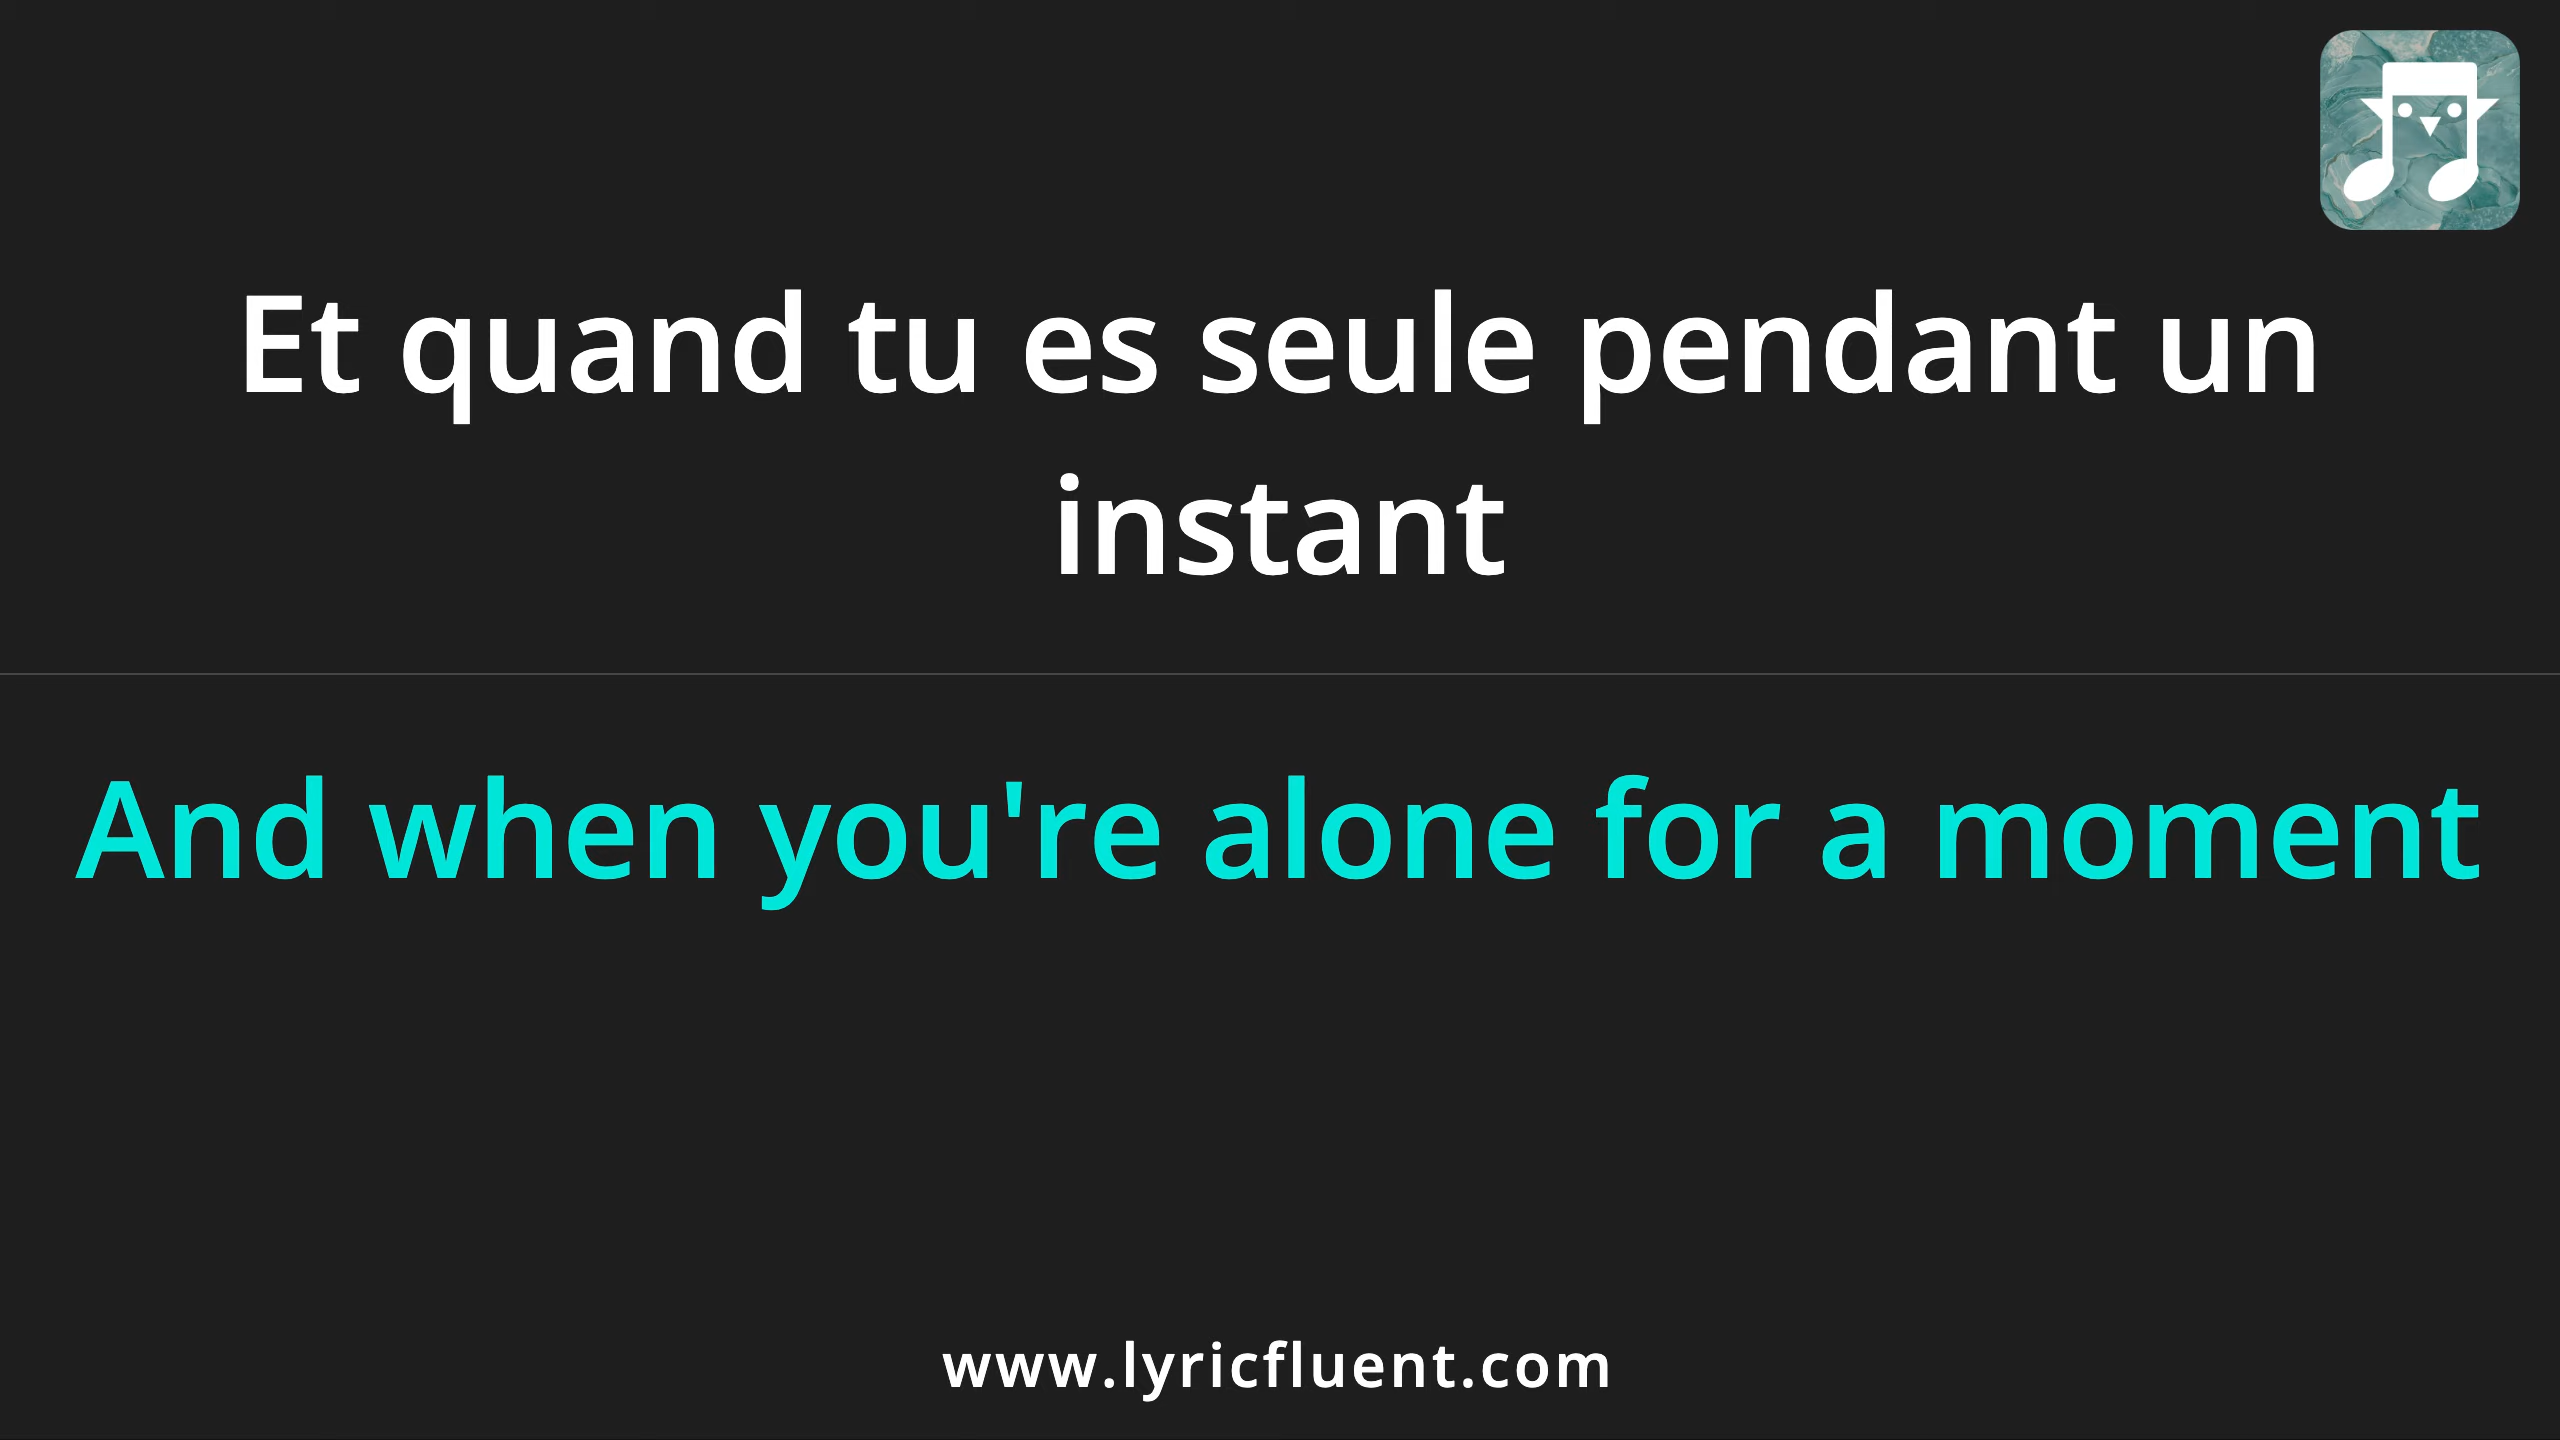 Et quand tu es seule pendant un
instant
And when you're alone for a moment
www.lyricfluent.com